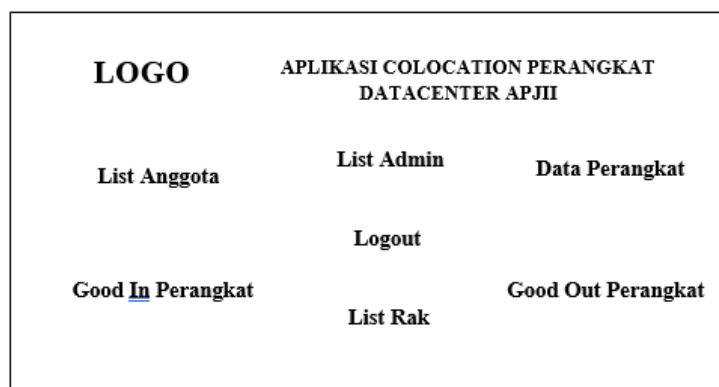 LOGO
APLIKASI COLOCATION PERANGKAT
DATACENTER APJII
List Anggota
List Admin
Data Perangkat
Logout
Good In Perangkat
Good Out Perangkat
List Rak